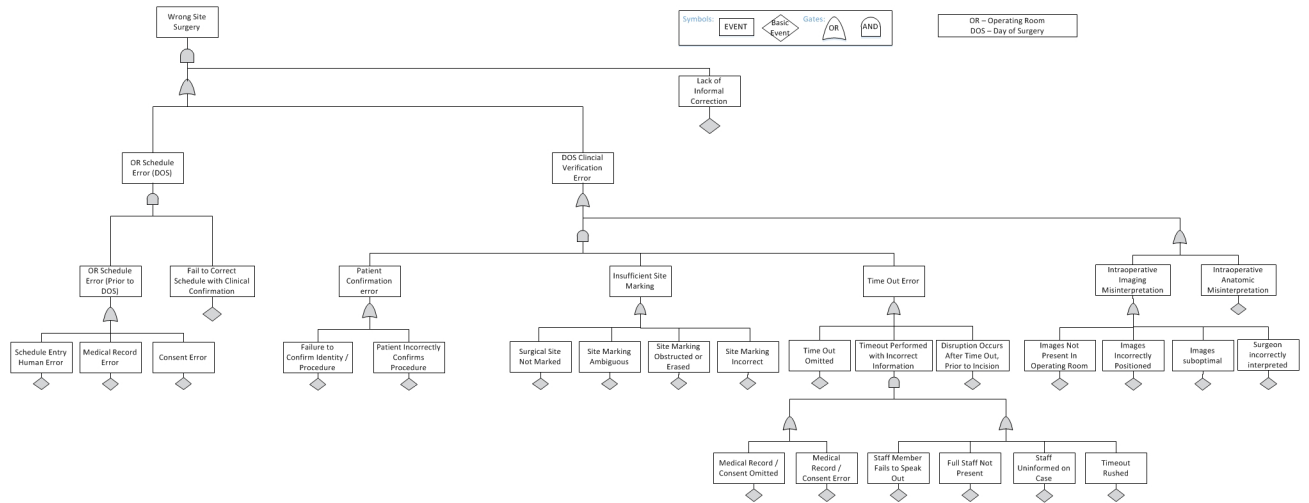 Wrong Site
Surgery
Symbols:
EVENT
Basic
Event
Gates:
OR
AND
OR – Operating Room
DOS – Day of Surgery
Lack of
Informal
Correction
OR Schedule
Error (DOS)
DOS Clincial
Verification
Error
OR Schedule
Error (Prior to
DOS)
Fail to Correct
Schedule with Clinical
Confirmation
Patient
Confirmation
error
Insufficient Site
Marking
Time Out Error
Intraoperative
Imaging
Misinterpretation
Intraoperative
Anatomic
Misinterpretation
Schedule Entry
Human Error
Medical Record
Error
Consent Error
Failure to
Confirm Identity /
Procedure
Patient Incorrectly
Confirms
Procedure
Surgical Site
Not Marked
Site Marking
Ambiguous
Site Marking
Obstructed or
Erased
Site Marking
Incorrect
Time Out
Omitted
Timeout Performed
with Incorrect
Information
Disruption Occurs
After Time Out,
Prior to Incision
Images Not
Present In
Operating Room
Images
Incorrectly
Positioned
Images
suboptimal
Surgeon
incorrectly
interpreted
Medical Record /
Consent Omitted
Medical
Record /
Consent Error
Staff Member
Fails to Speak
Out
Full Staff Not
Present
Staff
Uninformed on
Case
Timeout
Rushed